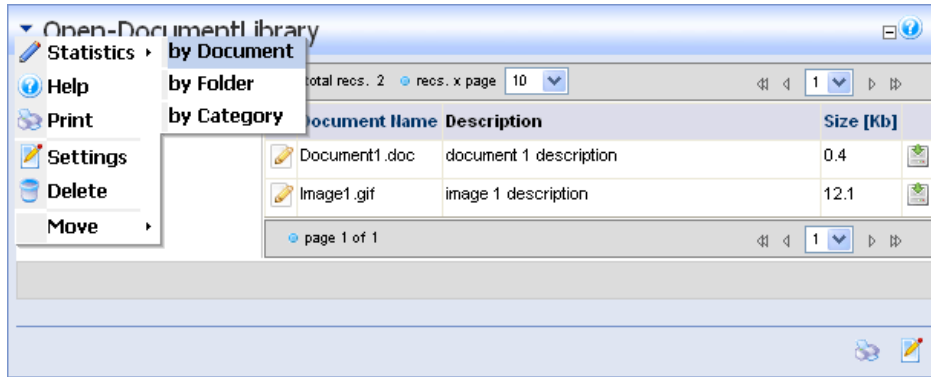 Open-DocumentLibrary
Statistics by Document
Help by Folder
Print by Category
Settings
Delete
Move
total recs. 2 recs. x page 10 1
Document Name Description Size [Kb]
Document1.doc document 1 description 0.4
Image1.gif image 1 description 12.1
page 1 of 1 1